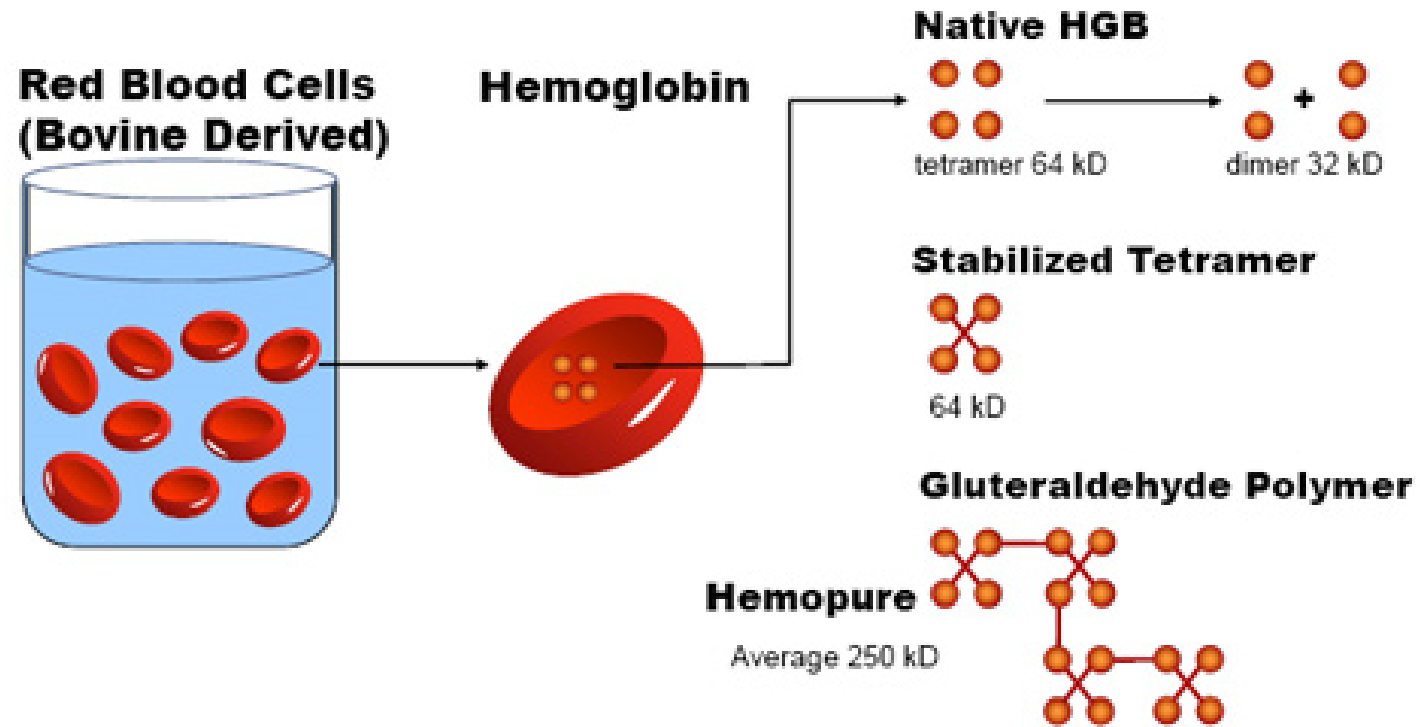 Red Blood Cells
(Bovine Derived)
Hemoglobin
Native HGB
+
tetramer 64 kD
dimer 32 kD
Stabilized Tetramer
64 kD
Gluteraldehyde Polymer
Hemopure
Average 250 kD